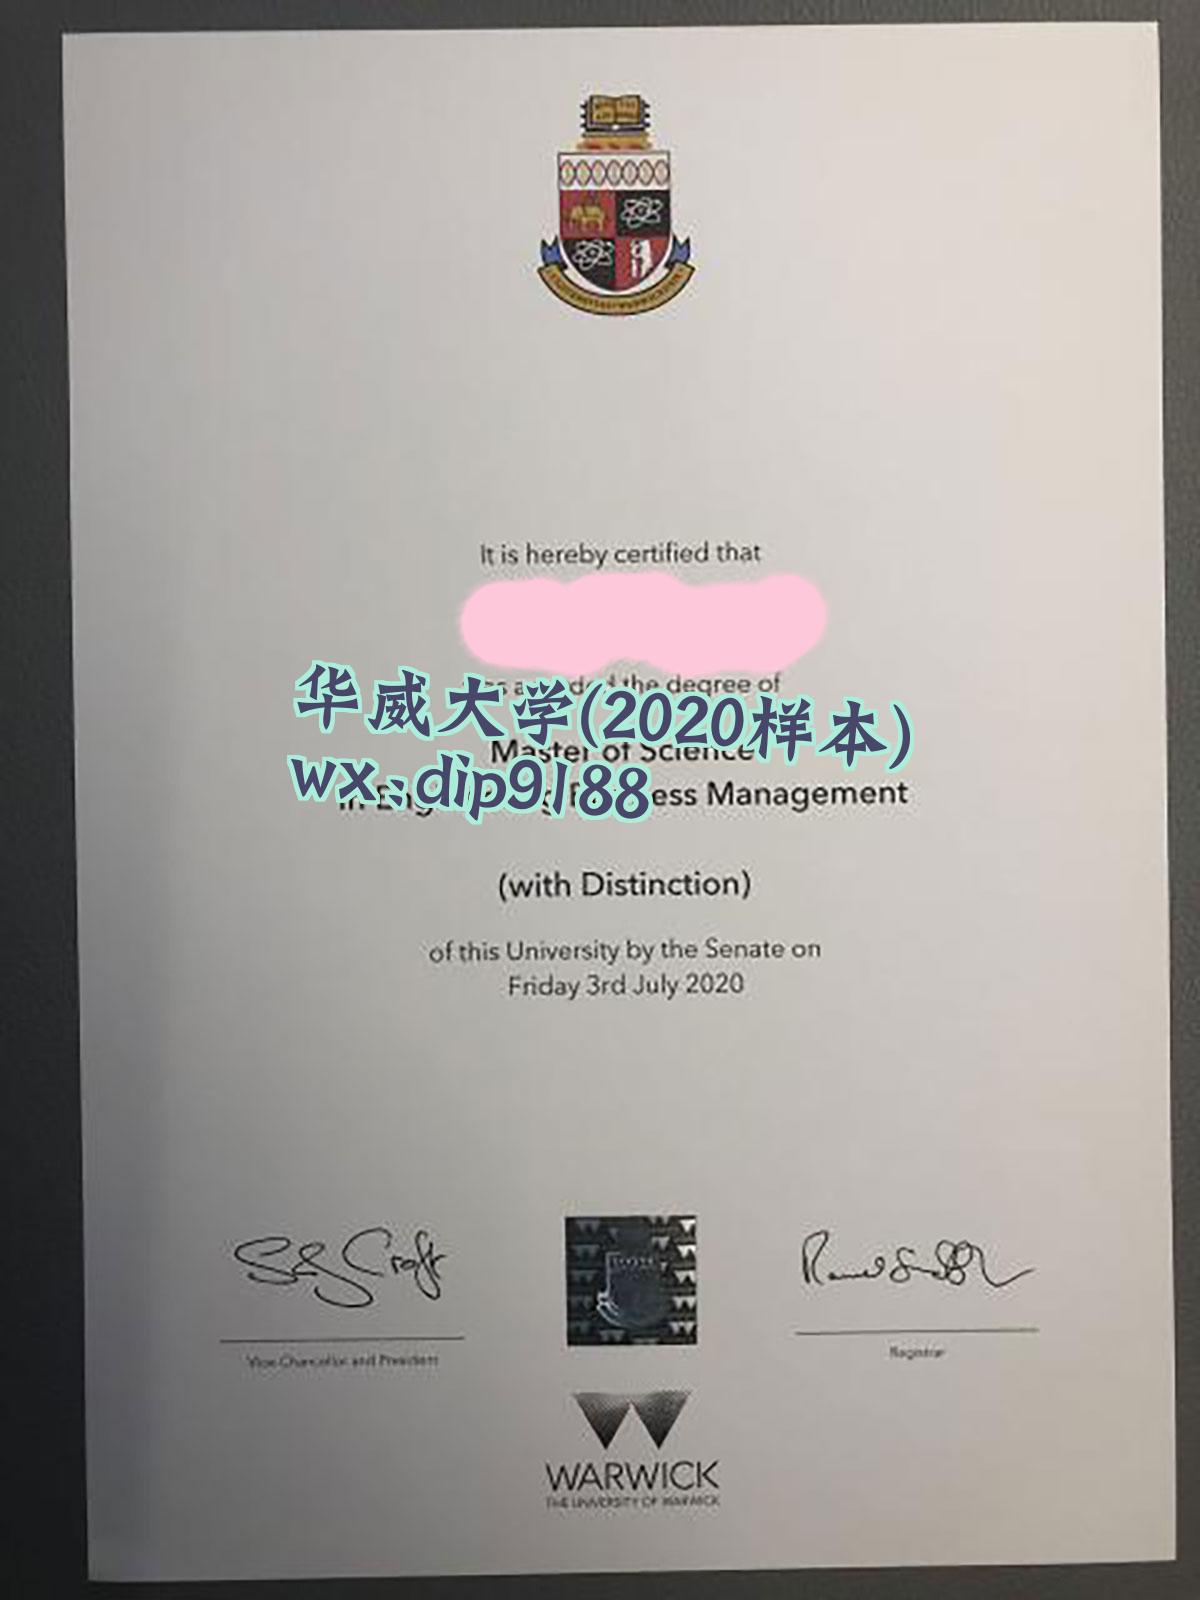 It is hereby certified that
the degree of
华威大学(2020样本)
Master of Science
wx:dip9188
Management
(with Distinction)
of this University by the Senate on
Friday 3rd July 2020
Vice-Chancellor and President
Registrar
WARWICK
THE UNIVERSITY OF WARWICK